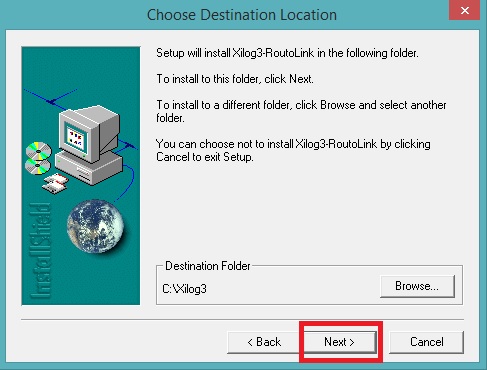 Choose Destination Location
Setup will install Xilog3-RoutoLink in the following folder.
To install to this folder, click Next.
To install to a different folder, click Browse and select another
folder.
You can choose not to install Xilog3-RoutoLink by clicking
Cancel to exit Setup.
InstallShield
Destination Folder
C:\Xilog3
Browse...
< Back
Next >
Cancel